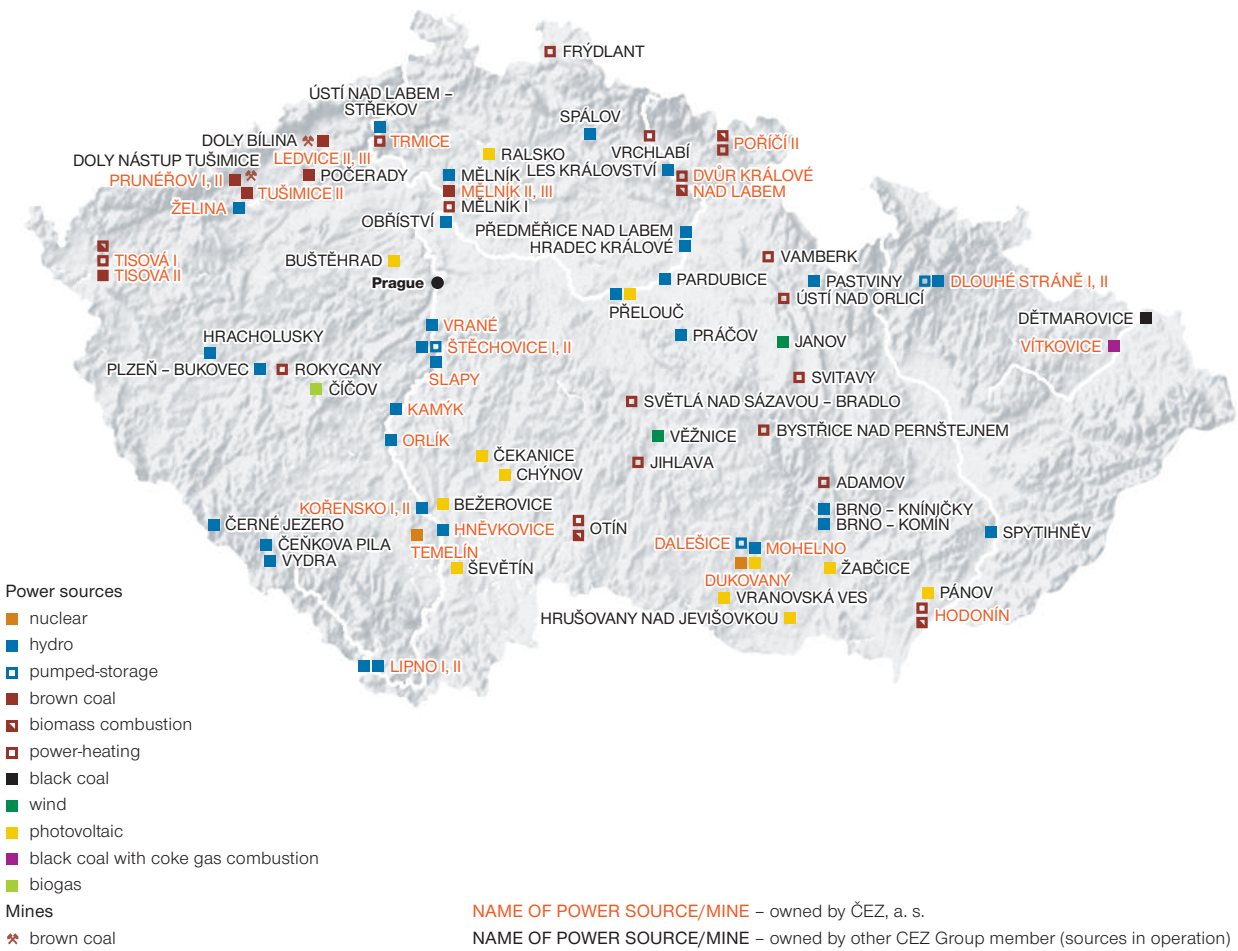 FRÝDLANT
ÚSTÍ NAD LABEM –
STŘEKOV
SPÁLOV
DOLY BÍLINA
TRMICE
VRCHLABÍ
POŘÍČÍ II
DOLY NÁSTUP TUŠIMICE
LEDVICE II, III
RALSKO
LES KRÁLOVSTVÍ
PRUNÉŘOV I, II
POČERADY
MĚLNÍK
DVŮR KRÁLOVÉ
NAD LABEM
TUŠIMICE II
MĚLNÍK II, III
ŽELINA
MĚLNÍK I
OBŘÍSTVÍ
PŘEDMĚŘICE NAD LABEM
HRADEC KRÁLOVÉ
TISOVÁ I
TISOVÁ II
BUŠTĚHRAD
VAMBERK
Prague
PARDUBICE
PASTVINY
DLOUHÉ STRÁNĚ I, II
ÚSTÍ NAD ORLICÍ
PŘELOUČ
DĚTMAROVICE
VRANÉ
HRACHOLUSKY
PRÁČOV
JANOV
VÍTKOVICE
ŠTĚCHOVICE I, II
PLZEŇ – BUKOVEC
ROKYCANY
SLAPY
SVITAVY
ČÍČOV
SVĚTLÁ NAD SÁZAVOU – BRADLO
KAMÝK
BYSTŘICE NAD PERNŠTEJNEM
ORLÍK
VĚŽNICE
ČEKANICE
JIHLAVA
CHÝNOV
ADAMOV
KOŘENSKO I, II
BEŽEROVICE
BRNO – KNÍNIČKY
BRNO – KOMÍN
ČERNÉ JEZERO
HNĚVKOVICE
OTÍN
SPYTIHNĚV
ČEŇKOVA PILA
TEMELÍN
DALEŠICE
MOHELNO
VYDRA
ŠEVĚTÍN
DUKOVANY
ŽABČICE
VRANOVSKÁ VES
PÁNOV
HRUŠOVANY NAD JEVIŠOVKOU
HODONÍN
LIPNO I, II
Power sources
nuclear
hydro
pumped-storage
brown coal
biomass combustion
power-heating
black coal
wind
photovoltaic
black coal with coke gas combustion
biogas
Mines
brown coal
NAME OF POWER SOURCE/MINE – owned by ČEZ, a. s.
NAME OF POWER SOURCE/MINE – owned by other CEZ Group member (sources in operation)